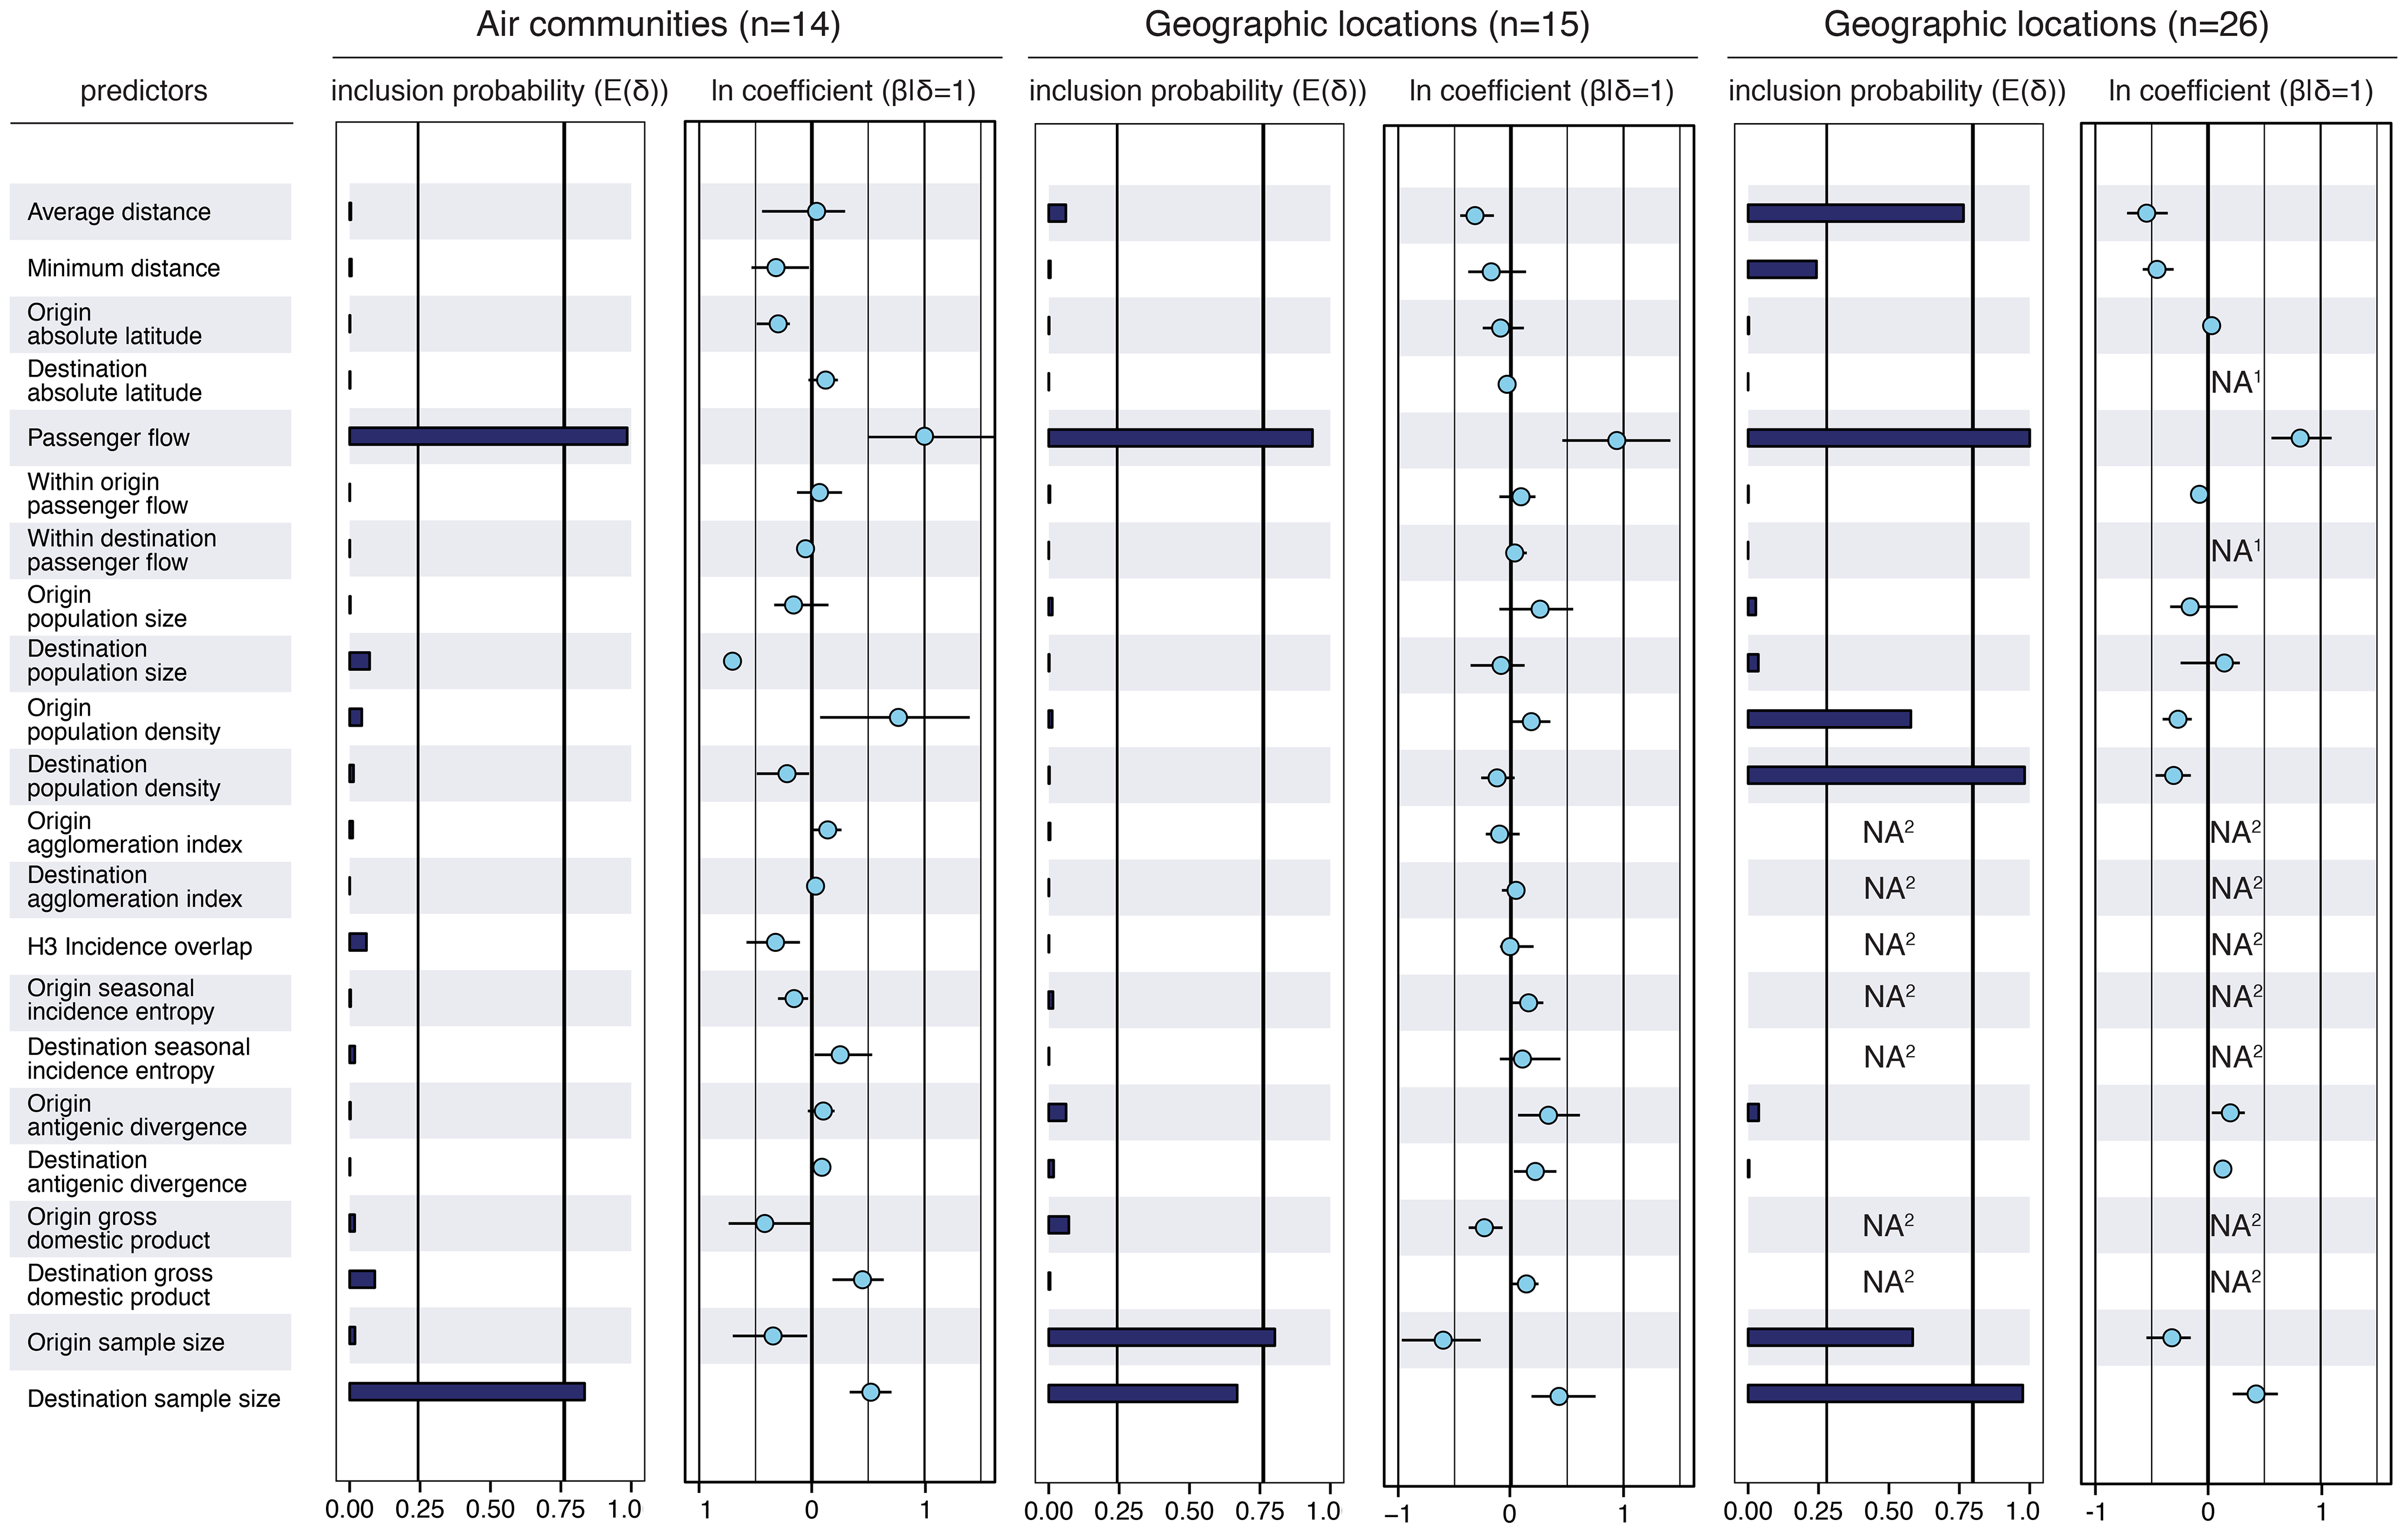 Air communities (n=14)
Geographic locations (n=15)
Geographic locations (n=26)
predictors
inclusion probability (E(δ))
ln coefficient (β|δ=1)
inclusion probability (E(δ))
ln coefficient (β|δ=1)
inclusion probability (E(δ))
ln coefficient (β|δ=1)
Average distance
Minimum distance
Origin
absolute latitude
Destination
absolute latitude
NA¹
Passenger flow
Within origin
passenger flow
Within destination
passenger flow
NA¹
Origin
population size
Destination
population size
Origin
population density
Destination
population density
Origin
agglomeration index
NA²
NA²
Destination
agglomeration index
NA²
NA²
H3 Incidence overlap
NA²
NA²
Origin seasonal
incidence entropy
NA²
NA²
Destination seasonal
incidence entropy
NA²
NA²
Origin
antigenic divergence
Destination
antigenic divergence
Origin gross
domestic product
NA²
NA²
Destination gross
domestic product
NA²
NA²
Origin sample size
Destination sample size
0.00 0.25 0.50 0.75 1.0
1 0 1
0.00 0.25 0.50 0.75 1.0
−1 0 1
0.00 0.25 0.50 0.75 1.0
-1 0 1